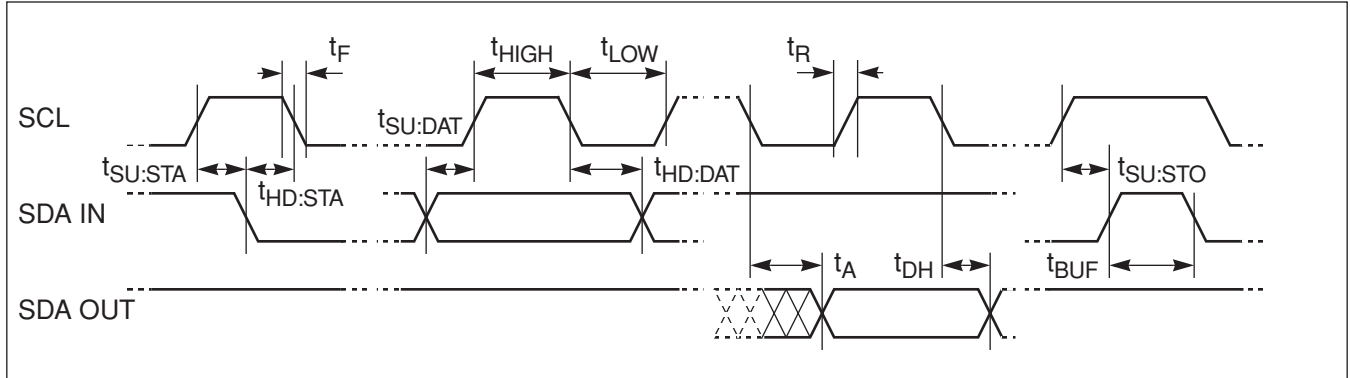 tF
tHIGH
tLOW
tR
SCL
tSU:DAT
tSU:STA
tHD:STA
tHD:DAT
tSU:STO
SDA IN
tA
tDH
tBUF
SDA OUT